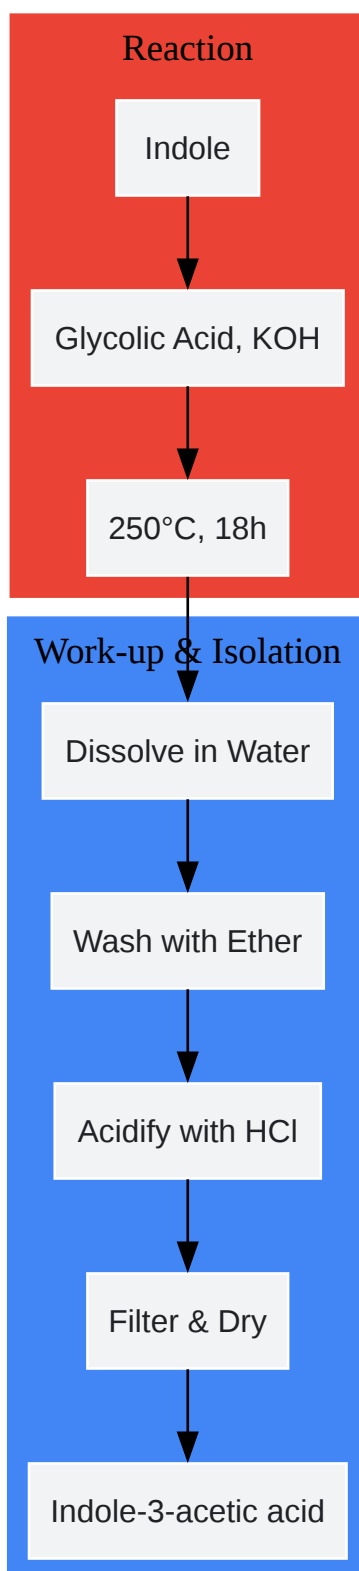 Reaction
Indole
Glycolic Acid, KOH
250°C, 18h
Work-up & Isolation
Dissolve in Water
Wash with Ether
Acidify with HCl
Filter & Dry
Indole-3-acetic acid